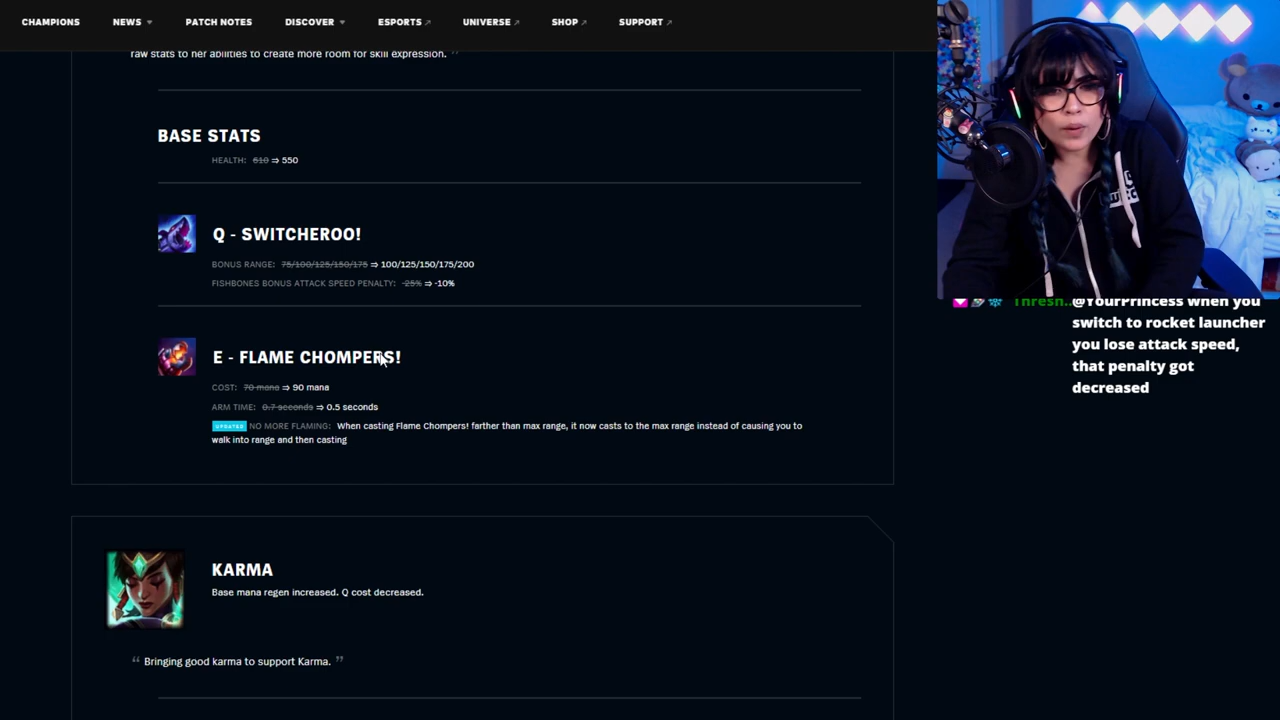 CHAMPIONS NEWS PATCH NOTES DISCOVER ESPORTS UNIVERSE SHOP SUPPORT
raw stats to her abilities to create more room for skill expression. ”
BASE STATS
HEALTH: 610 ⇒ 550
Q - SWITCHEROO!
BONUS RANGE: 75/100/125/150/175 ⇒ 100/125/150/175/200
FISHBONES BONUS ATTACK SPEED PENALTY: -25% ⇒ -10%
E - FLAME CHOMPERS!
COST: 70 mana ⇒ 90 mana
ARM TIME: 0.7 seconds ⇒ 0.5 seconds
UPDATED NO MORE FLAMING: When casting Flame Chompers! farther than max range, it now casts to the max range instead of causing you to
walk into range and then casting
KARMA
Base mana regen increased. Q cost decreased.
“ Bringing good karma to support Karma. ”
Thresh.. @YourPrincess when you
switch to rocket launcher
you lose attack speed,
that penalty got
decreased